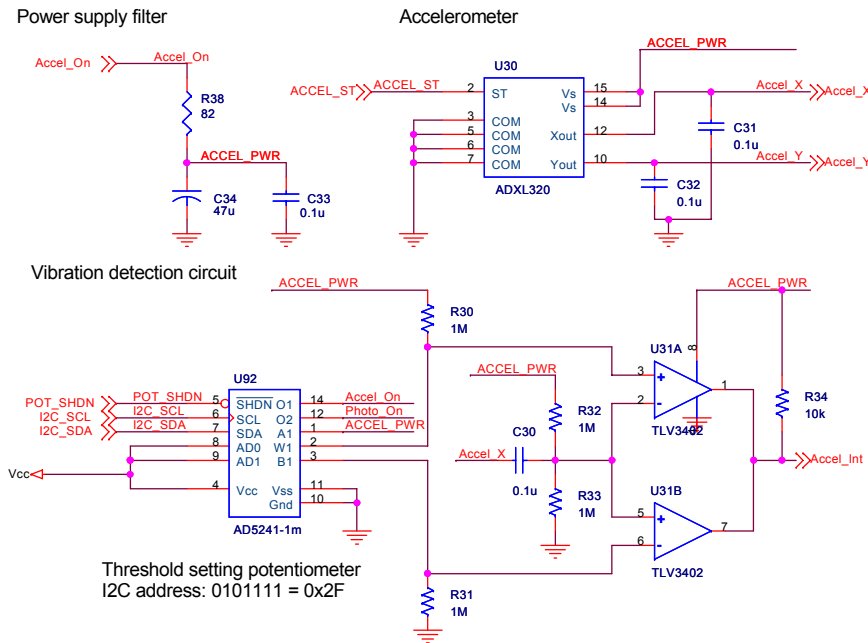 Power supply filter
Accel_On
Accel_On
R38
82
ACCEL_PWR
C34
47u
C33
0.1u
Accelerometer
ACCEL_PWR
U30
ACCEL_ST
ACCEL_ST
2
ST
3
COM
5
COM
6
COM
7
COM
Vs
15
Vs
14
Xout
12
Yout
10
ADXL320
Accel_X
Accel_X
C31
0.1u
Accel_Y
Accel_Y
C32
0.1u
Vibration detection circuit
ACCEL_PWR
R30
1M
U92
POT_SHDN
POT_SHDN
5
SHDN
I2C_SCL
I2C_SCL
6
SCL
I2C_SDA
I2C_SDA
7
SDA
8
AD0
9
AD1
4
Vcc
Vcc
O1
14
Accel_On
O2
12
Photo_On
A1
1
ACCEL_PWR
W1
2
B1
3
Vss
11
Gnd
10
AD5241-1m
Threshold setting potentiometer
I2C address: 0101111 = 0x2F
R31
1M
ACCEL_PWR
R32
1M
Accel_X
C30
0.1u
R33
1M
ACCEL_PWR
U31A
3
+
2
-
8
1
4
TLV3402
R34
10k
Accel_Int
U31B
5
+
6
-
7
TLV3402